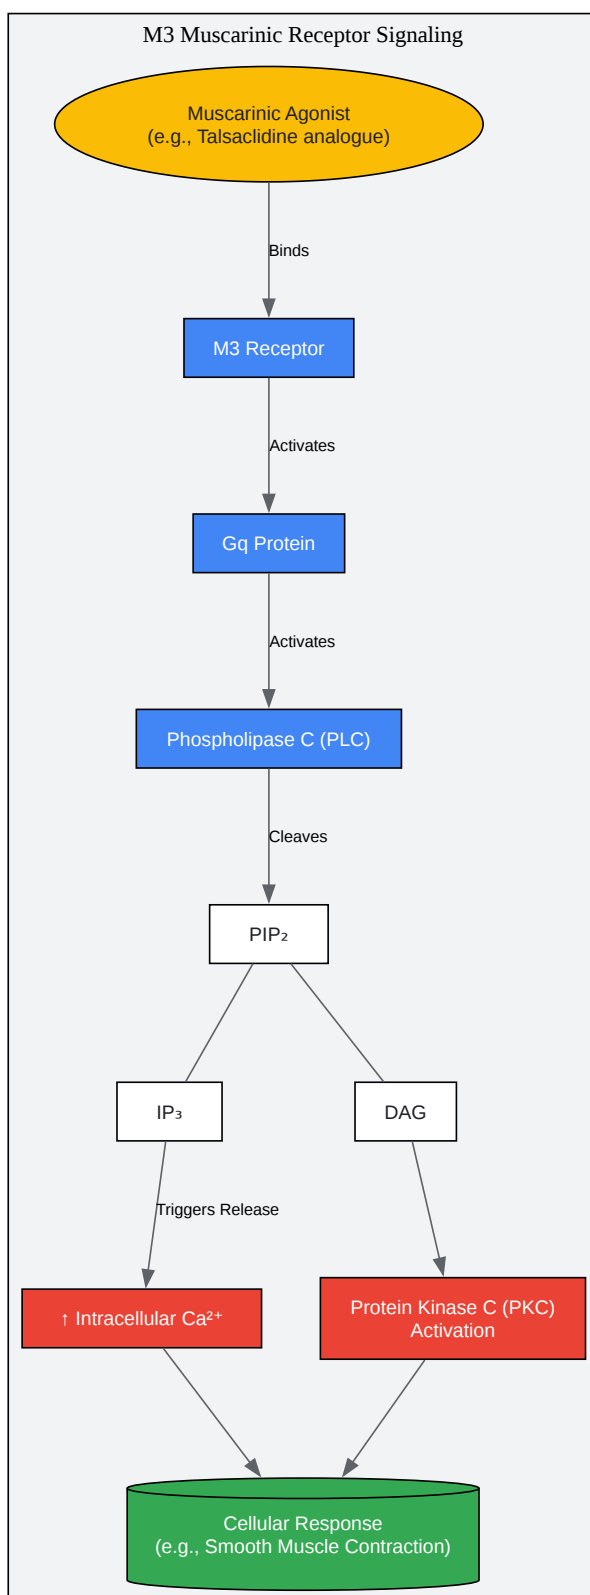 M3 Muscarinic Receptor Signaling
Muscarinic Agonist
(e.g., Talsaclidine analogue)
Binds
M3 Receptor
Activates
Gq Protein
Activates
Phospholipase C (PLC)
Cleaves
PIP₂
IP₃
DAG
Triggers Release
↑ Intracellular Ca²⁺
Protein Kinase C (PKC)
Activation
Cellular Response
(e.g., Smooth Muscle Contraction)